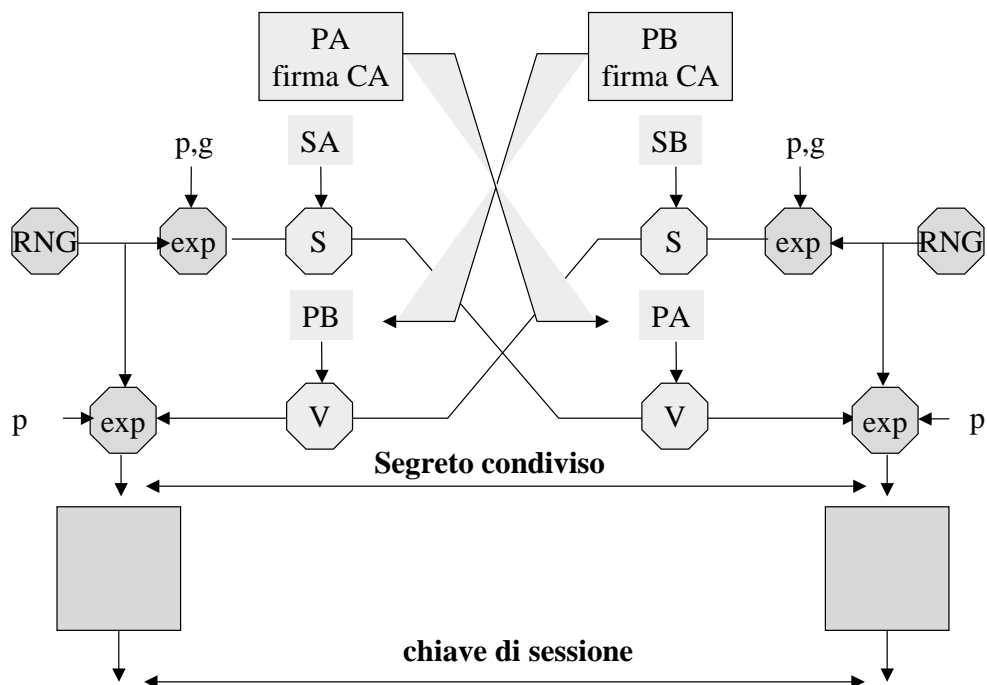 PA
firma CA
PB
firma CA
p,g
SA
SB
p,g
RNG
exp
S
S
exp
RNG
PB
PA
p
exp
V
V
exp
p
Segreto condiviso
chiave di sessione